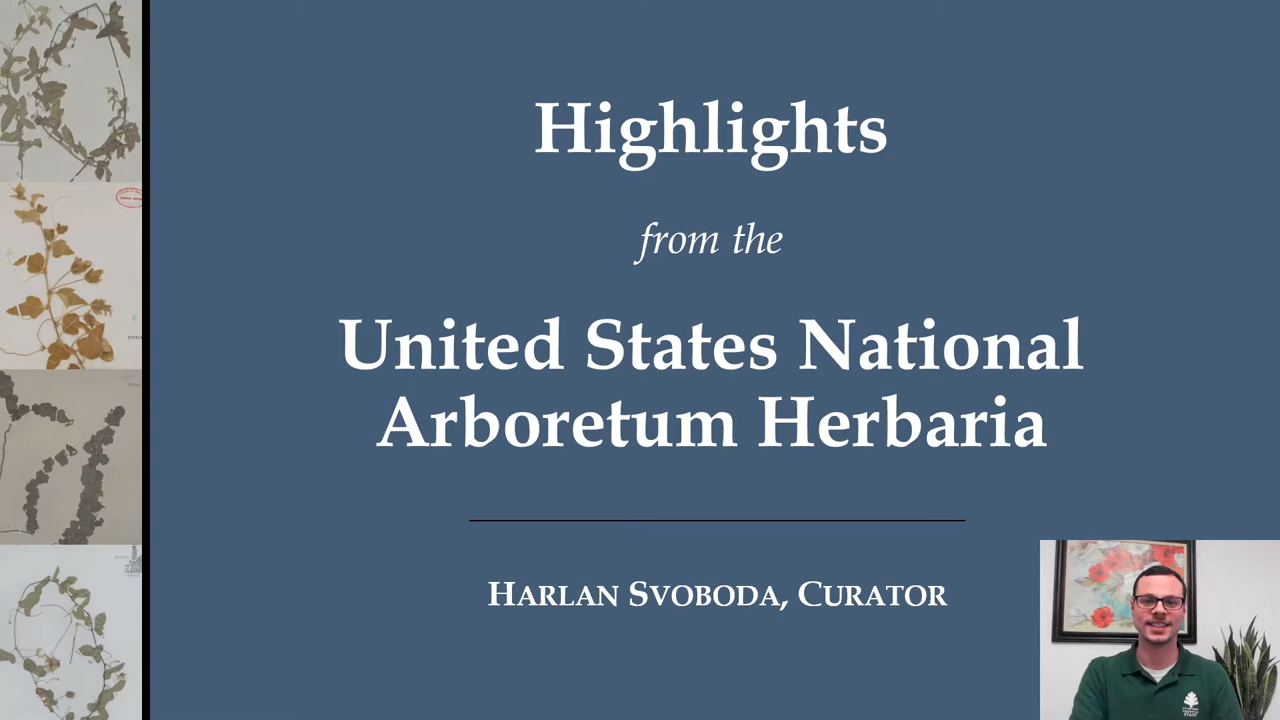 Highlights
from the
United States National
Arboretum Herbaria
HARLAN SVOBODA, CURATOR